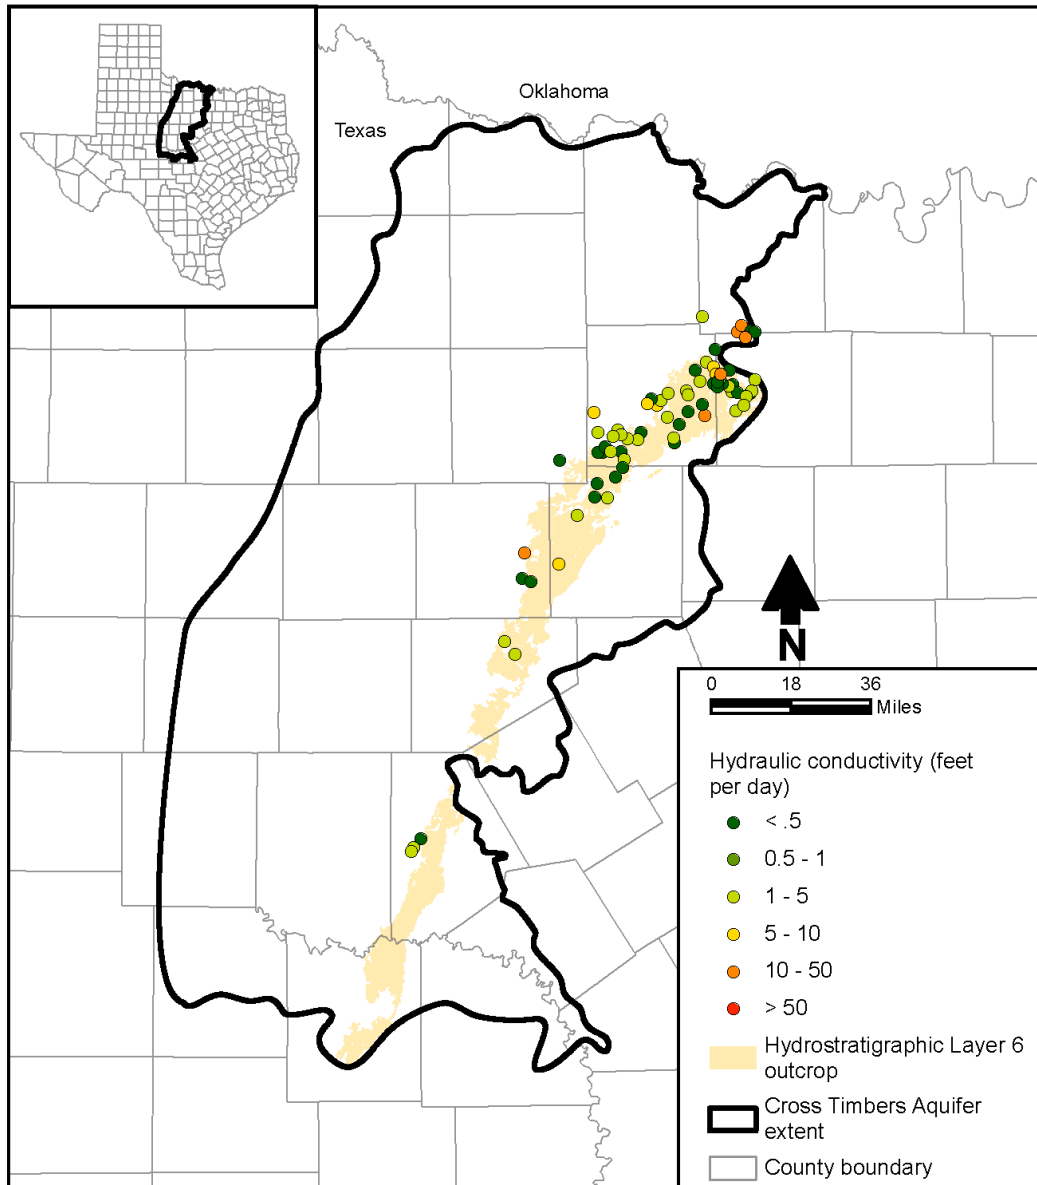 Oklahoma
Texas
N
0 18 36
Miles
Hydraulic conductivity (feet
per day)
< .5
0.5 - 1
1 - 5
5 - 10
10 - 50
> 50
Hydrostratigraphic Layer 6
outcrop
Cross Timbers Aquifer
extent
County boundary